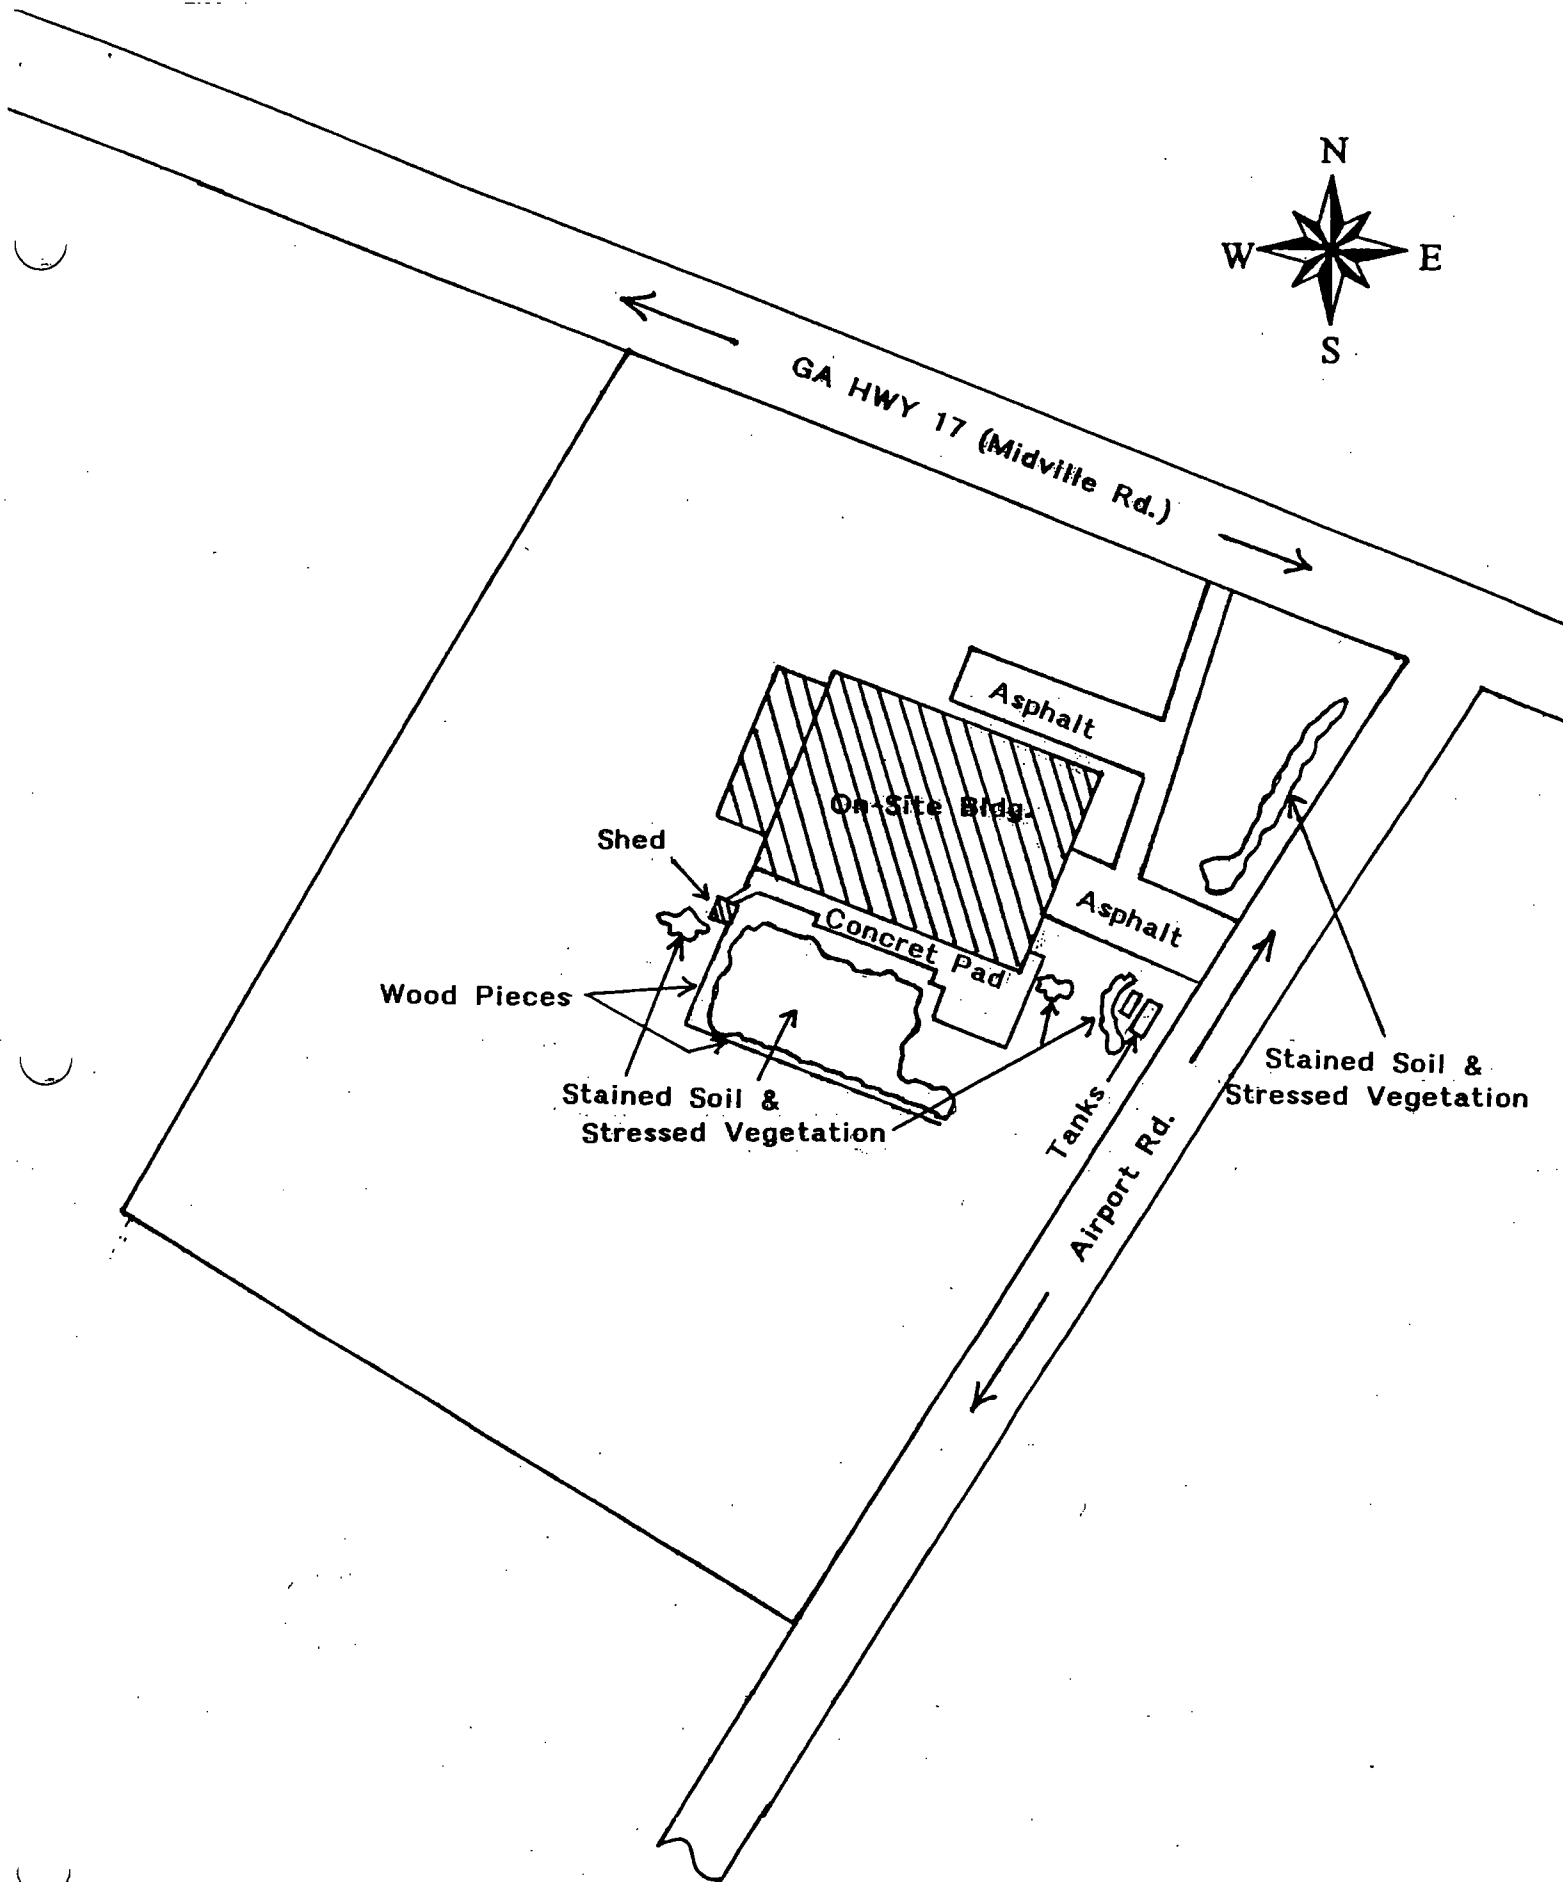 N
W E
S
GA HWY 17 (Midville Rd.)
Asphalt
On-Site Bldg.
Shed
Asphalt
Concret Pad
Wood Pieces
Stained Soil &
Stressed Vegetation
Tanks
Stained Soil &
Stressed Vegetation
Airport Rd.